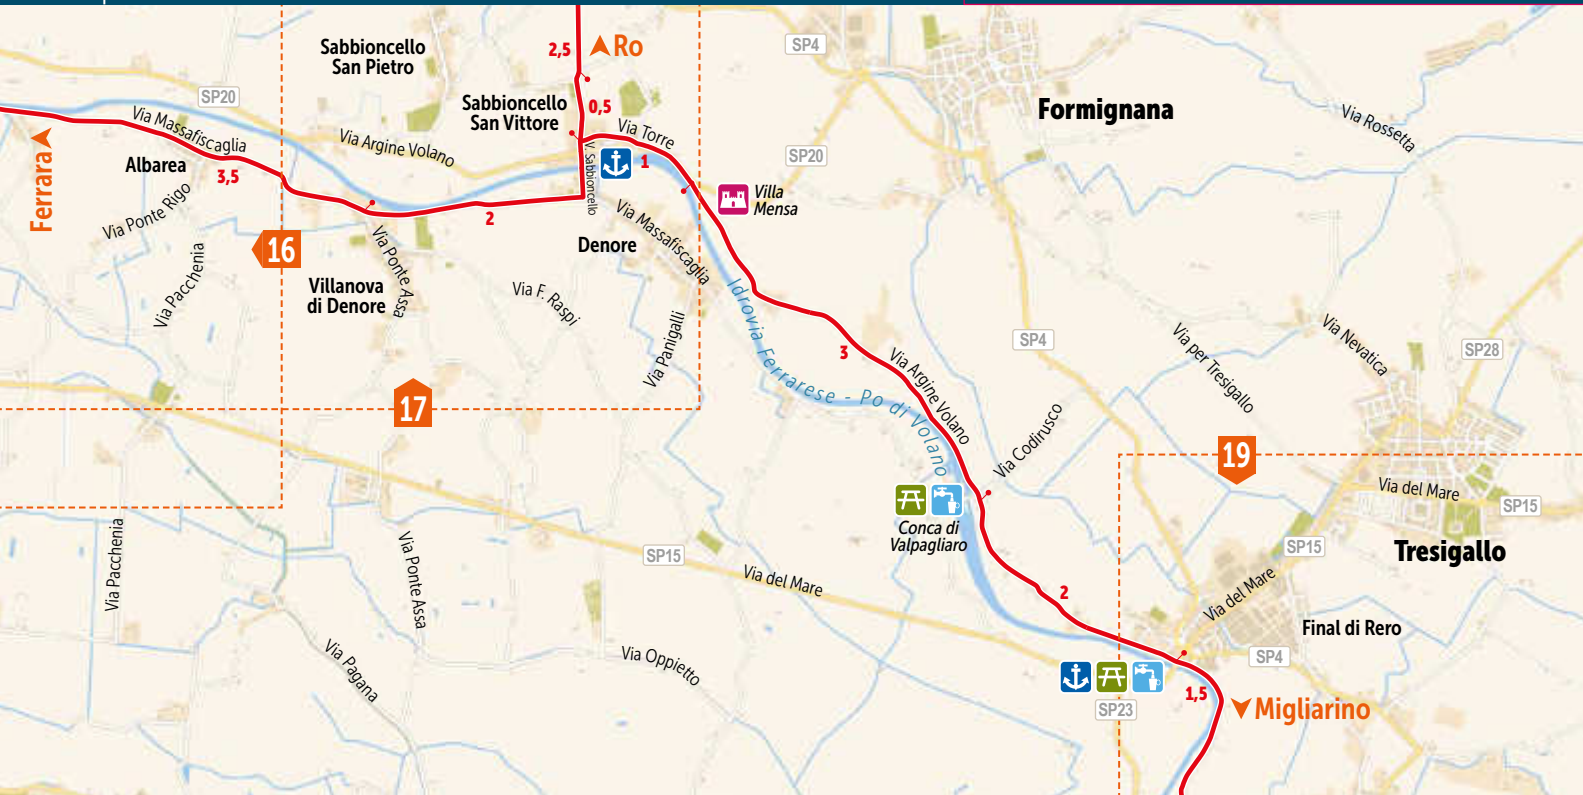 Sabbioncello
San Pietro
2,5
Ro
SP4
Formignana
SP20
Sabbioncello
San Vittore
0,5
Via Massafiscaglia
Via Argine Volano
Via Torre
Via Rossetta
Ferrara
Albarea
3,5
V. Sabbioncello
1
SP20
Villa
Mensa
Via Ponte Rigo
2
Via Massafiscaglia
Denore
16
Via Pacchenia
Via Ponte Assa
Villanova
di Denore
Via F. Raspi
Via Panigalli
Idrovia Ferrarese - Po di Volano
3
Via Argine Volano
SP4
Via per Tresigallo
Via Nevatica
SP28
17
Via Codirusco
19
Via del Mare
SP15
Conca di
Valpagliaro
Via Pacchenia
Via Ponte Assa
SP15
Via del Mare
SP15
Tresigallo
2
Via del Mare
Final di Rero
Via Pagana
Via Oppietto
SP4
1,5
SP23
Migliarino